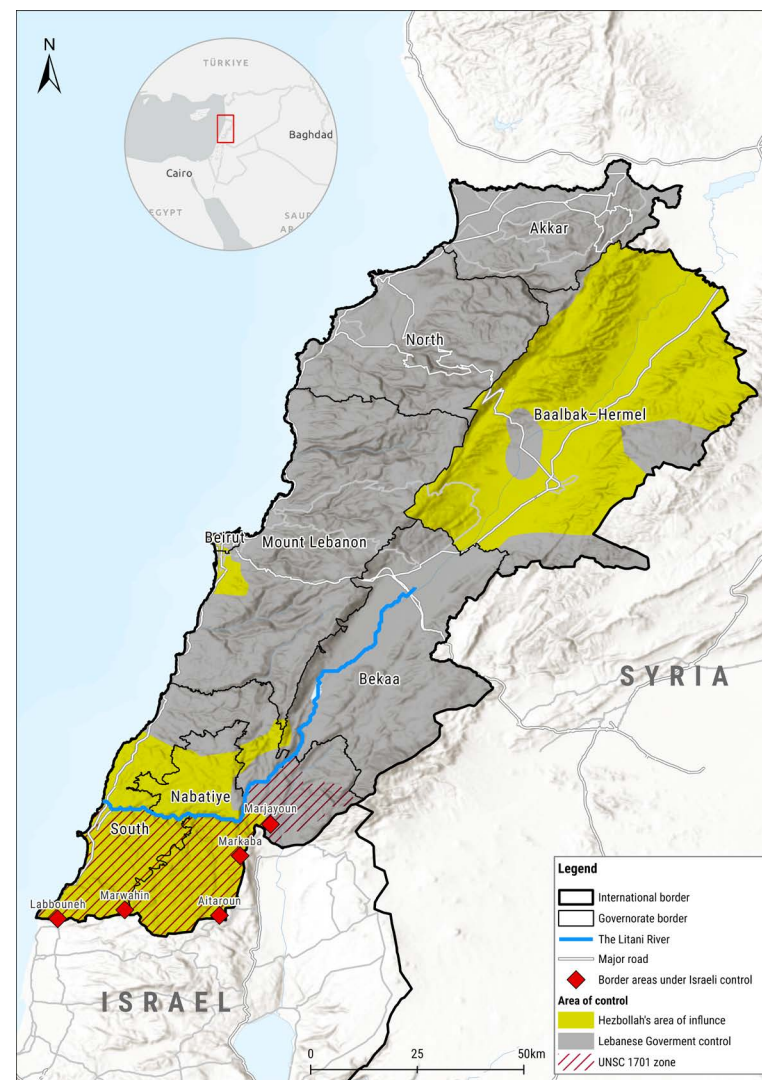 N
TÜRKIYE
Baghdad
Cairo
EGYPT
SAU
AR
Akkar
North
Baalbak–Hermel
Beirut
Mount Lebanon
Bekaa
SYRIA
Nabatiye
Marjayoun
South
Markaba
Marwahin
Labbouneh
Aitaroun
ISRAEL
Legend
International border
Governorate border
The Litani River
Major road
Border areas under Israeli control
Area of control
Hezbollah's area of influnce
Lebanese Goverment control
UNSC 1701 zone
0 25 50km